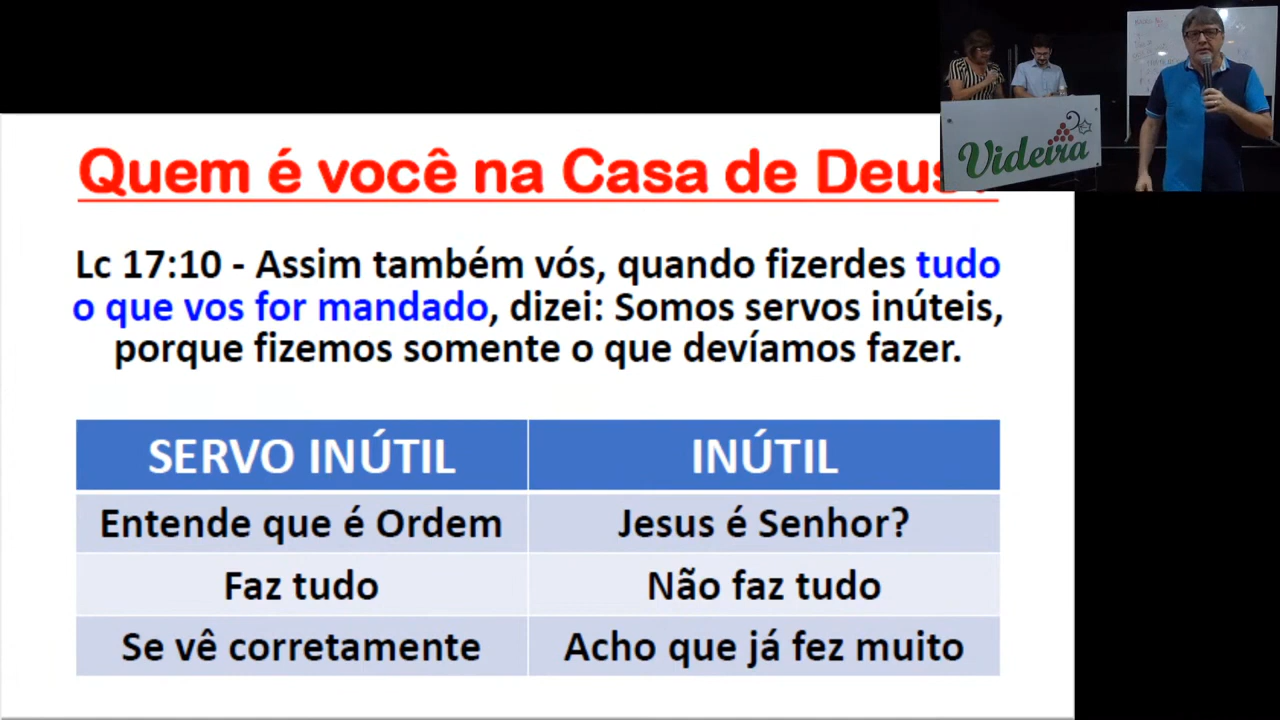 Quem é você na Casa de Deus?
Lc 17:10 - Assim também vós, quando fizerdes tudo
o que vos for mandado, dizei: Somos servos inúteis,
porque fizemos somente o que devíamos fazer.
SERVO INÚTIL INÚTIL
Entende que é Ordem Jesus é Senhor?
Faz tudo Não faz tudo
Se vê corretamente Acho que já fez muito
Videira